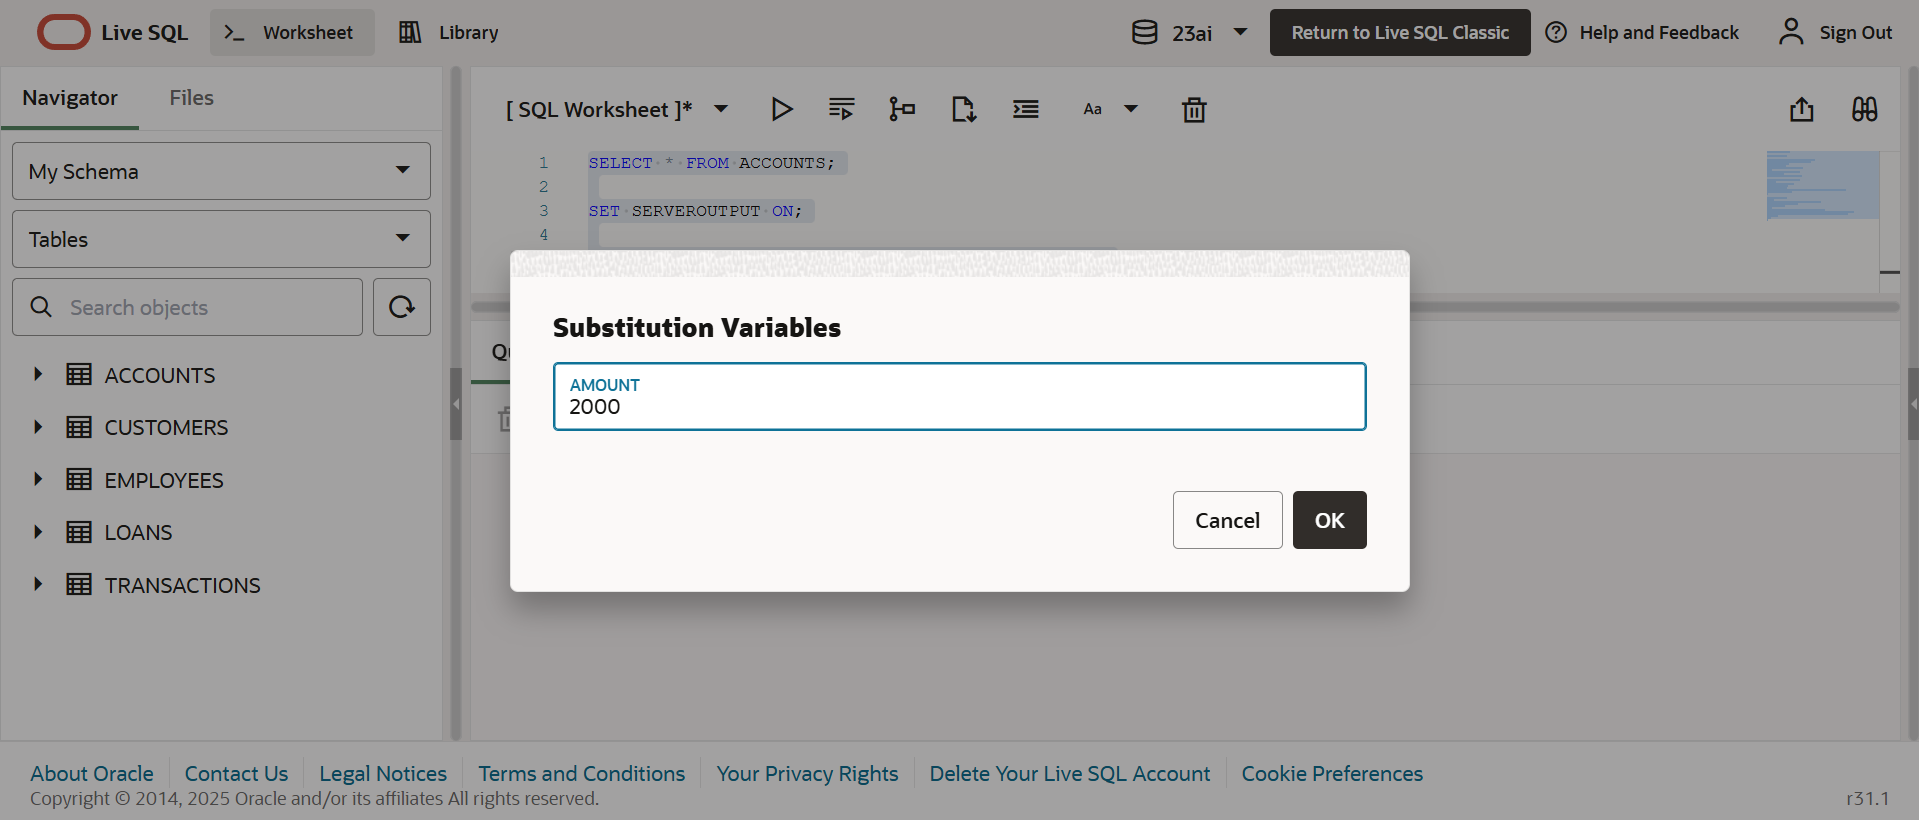 Live SQL
Worksheet
Library
23ai
Return to Live SQL Classic
Help and Feedback
Sign Out
Navigator
Files
My Schema
Tables
Search objects
ACCOUNTS
CUSTOMERS
EMPLOYEES
LOANS
TRANSACTIONS
[ SQL Worksheet ]*
Aa
1 SELECT * FROM ACCOUNTS;
2
3 SET SERVEROUTPUT ON;
4
Substitution Variables
AMOUNT
2000
Cancel
OK
About Oracle
Contact Us
Legal Notices
Terms and Conditions
Your Privacy Rights
Delete Your Live SQL Account
Cookie Preferences
Copyright © 2014, 2025 Oracle and/or its affiliates All rights reserved.
r31.1